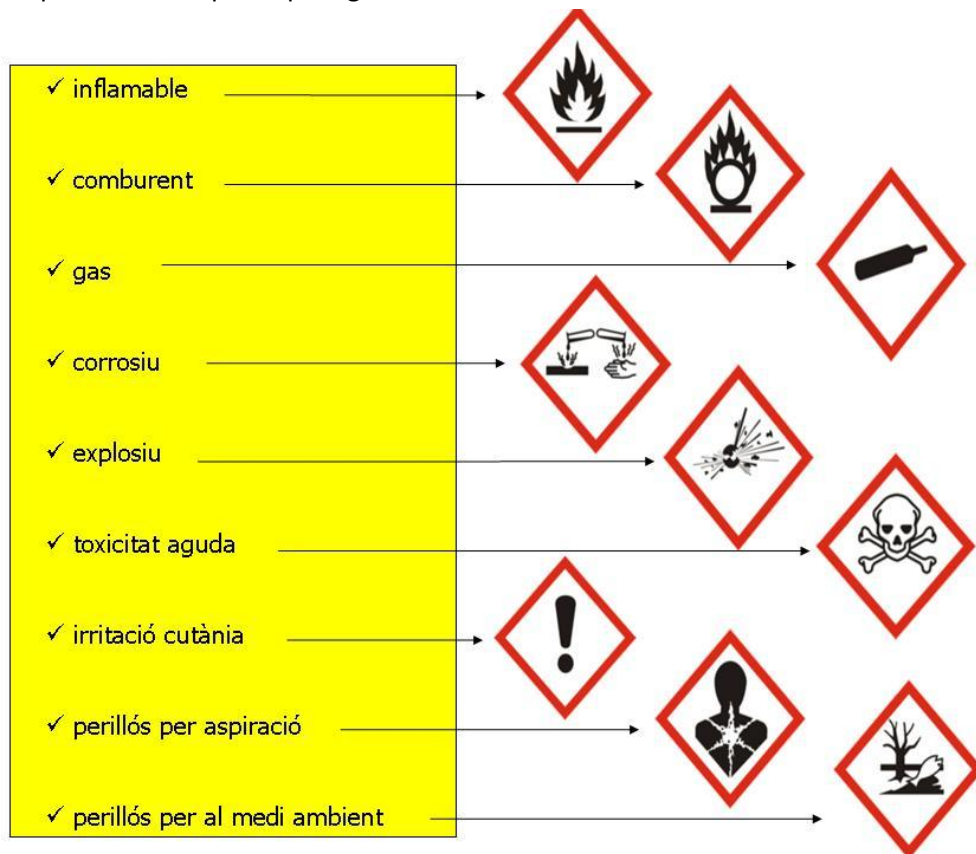 ✓ inflamable
✓ comburent
✓ gas
✓ corrosiu
✓ explosiu
✓ toxicitat aguda
✓ irritació cutània
✓ perillós per aspiració
✓ perillós per al medi ambient